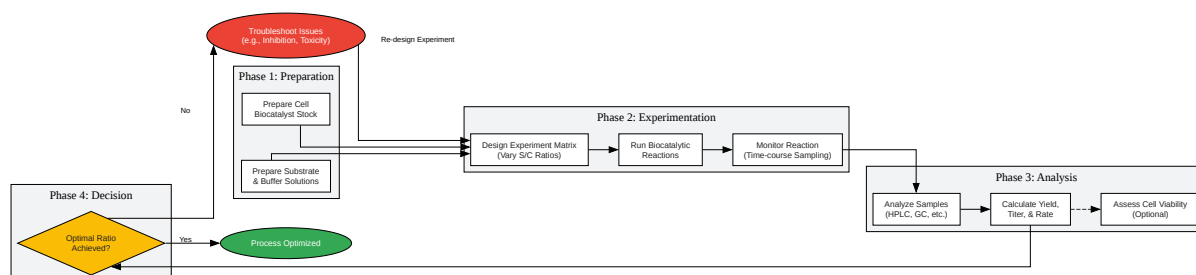 Troubleshoot Issues
(e.g., Inhibition, Toxicity)
Re-design Experiment
Phase 1: Preparation
Prepare Cell
Biocatalyst Stock
Prepare Substrate
& Buffer Solutions
No
Phase 2: Experimentation
Design Experiment Matrix
(Vary S/C Ratios)
Run Biocatalytic
Reactions
Monitor Reaction
(Time-course Sampling)
Phase 3: Analysis
Analyze Samples
(HPLC, GC, etc.)
Calculate Yield,
Titer, & Rate
Assess Cell Viability
(Optional)
Phase 4: Decision
Optimal Ratio
Achieved?
Yes
Process Optimized